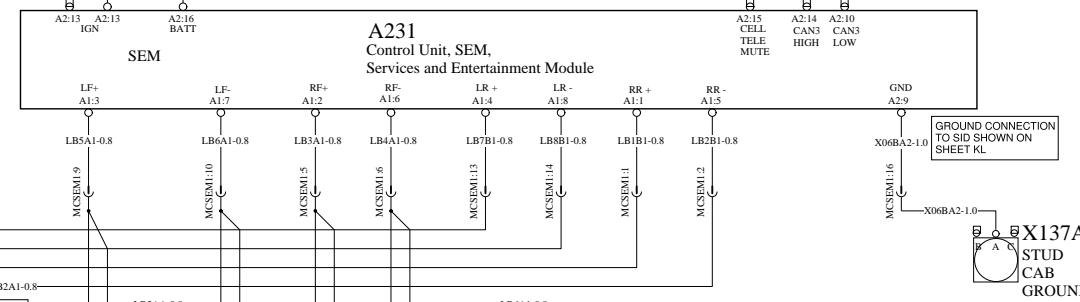 A2:13 A2:13 A2:16 A2:15 A2:14 A2:10
IGN BATT CELL CAN3 CAN3
TELE HIGH LOW
MUTE
SEM
A231
Control Unit, SEM,
Services and Entertainment Module
LF+ LF- RF+ RF- LR + LR - RR + RR - GND
A1:3 A1:7 A1:2 A1:6 A1:4 A1:8 A1:1 A1:5 A2:9
LB5A1-0.8 LB6A1-0.8 LB3A1-0.8 LB4A1-0.8 LB7B1-0.8 LB8B1-0.8 LB1B1-0.8 LB2B1-0.8 X06BA2-1.0
GROUND CONNECTION
TO SID SHOWN ON
SHEET KL
MCSEM1:9 MCSEM1:10 MCSEM1:5 MCSEM1:6 MCSEM1:13 MCSEM1:14 MCSEM1:1 MCSEM1:2 MCSEM1:16
X06BA2-1.0
B A C
X137A
STUD
CAB
GROUN
B2A1-0.8